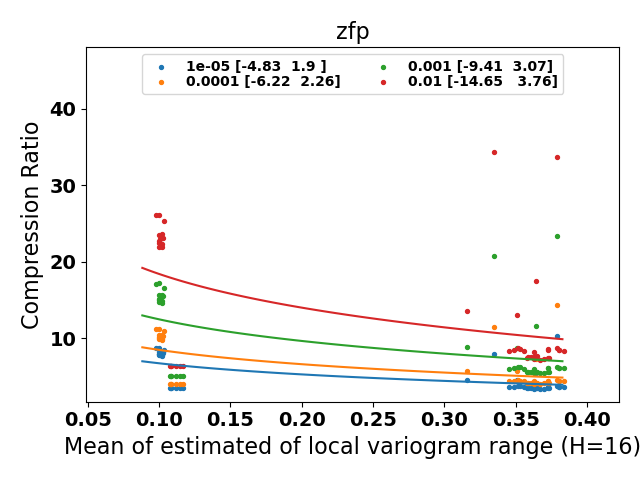 zfp
1e-05 [-4.83  1.9 ]
0.0001 [-6.22  2.26]
0.001 [-9.41  3.07]
0.01 [-14.65   3.76]
Compression Ratio
40
30
20
10
0.05 0.10 0.15 0.20 0.25 0.30 0.35 0.40
Mean of estimated of local variogram range (H=16)